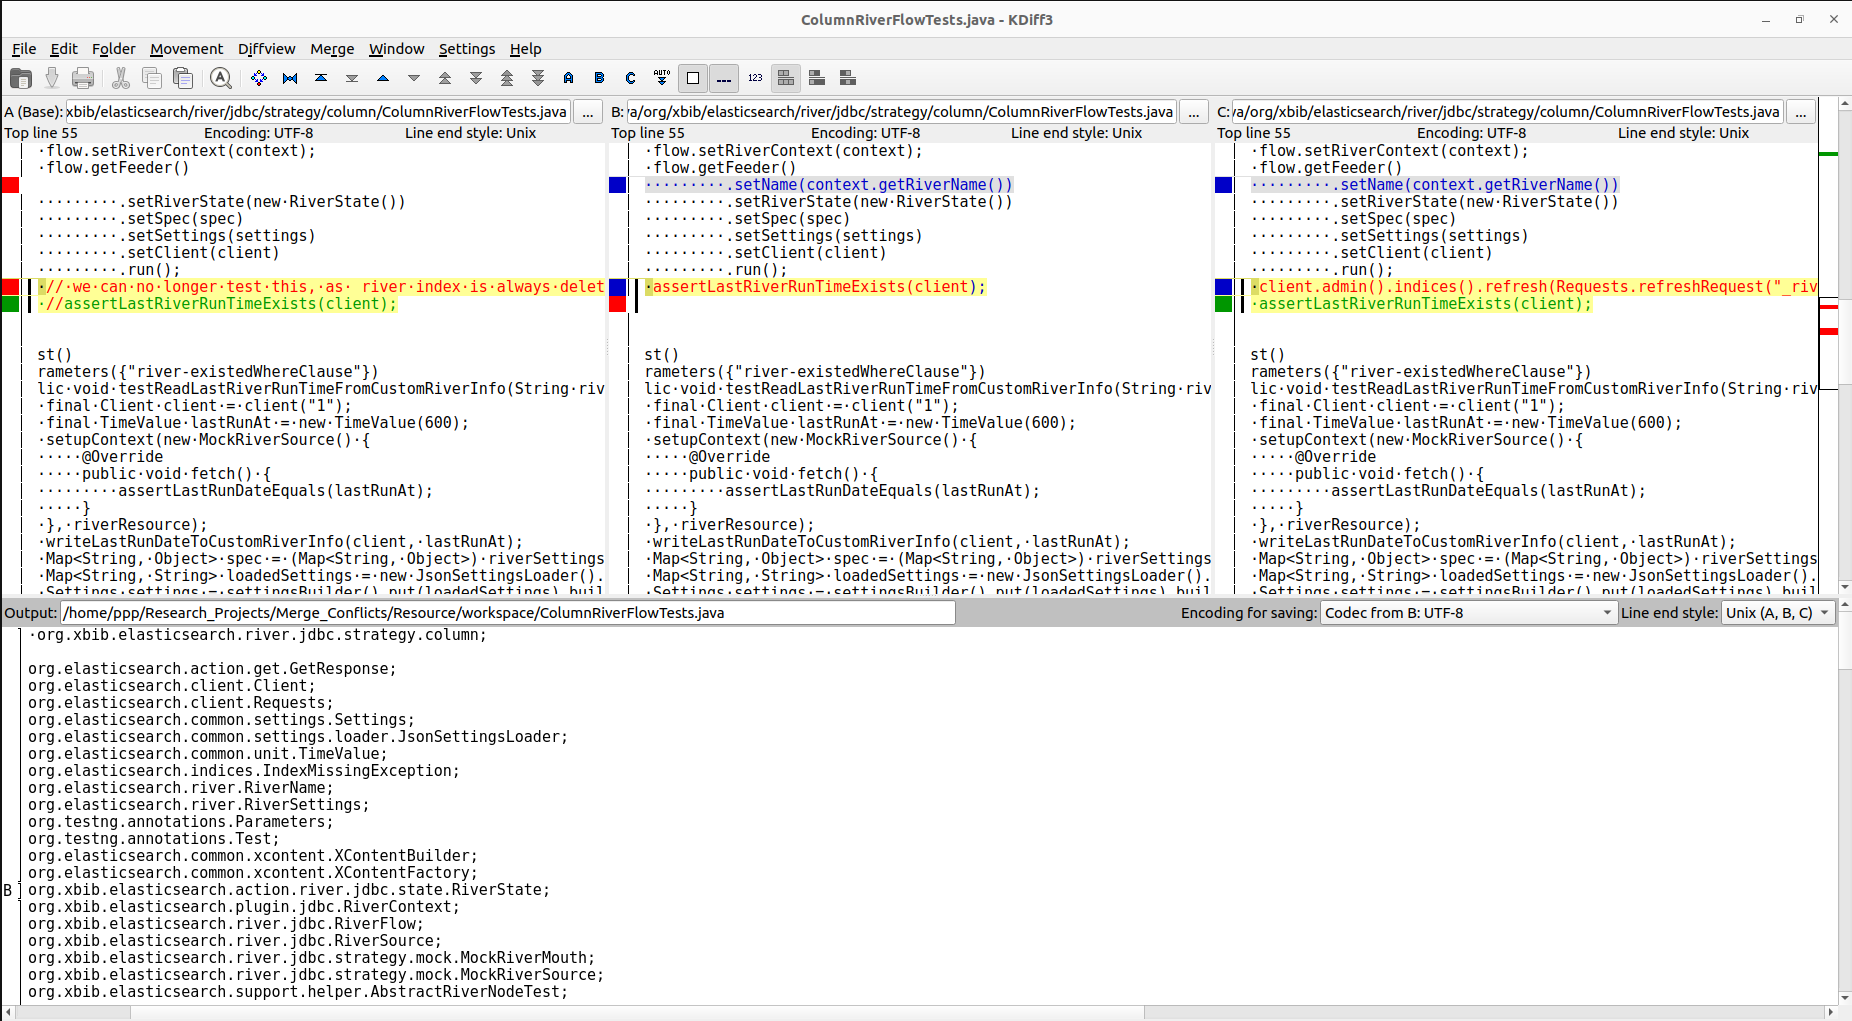 ColumnRiverFlowTests.java - KDiff3
File Edit Folder Movement Diffview Merge Window Settings Help
A B C AUTO --- 123
A (Base): xbib/elasticsearch/river/jdbc/strategy/column/ColumnRiverFlowTests.java ...
Top line 55 Encoding: UTF-8 Line end style: Unix
·flow.setRiverContext(context);
·flow.getFeeder()
·········.setRiverState(new·RiverState())
·········.setSpec(spec)
·········.setSettings(settings)
·········.setClient(client)
·········.run();
·//·we·can·no·longer·test·this,·as· river·index·is·always·delet
·//assertLastRiverRunTimeExists(client);
st()
rameters({"river-existedWhereClause"})
lic·void·testReadLastRiverRunTimeFromCustomRiverInfo(String·riv
·final·Client·client·=·client("1");
·final·TimeValue·lastRunAt·=·new·TimeValue(600);
·setupContext(new·MockRiverSource()·{
·····@Override
·····public·void·fetch()·{
·········assertLastRunDateEquals(lastRunAt);
·····}
·},·riverResource);
·writeLastRunDateToCustomRiverInfo(client,·lastRunAt);
·Map<String,·Object>·spec·=·(Map<String,·Object>)·riverSettings
·Map<String,·String>·loadedSettings·=·new·JsonSettingsLoader().
·Settings·settings·=·settingsBuilder().put(loadedSettings).buil
B: /a/org/xbib/elasticsearch/river/jdbc/strategy/column/ColumnRiverFlowTests.java ...
Top line 55 Encoding: UTF-8 Line end style: Unix
·flow.setRiverContext(context);
·flow.getFeeder()
·········.setName(context.getRiverName())
·········.setRiverState(new·RiverState())
·········.setSpec(spec)
·········.setSettings(settings)
·········.setClient(client)
·········.run();
·assertLastRiverRunTimeExists(client);
st()
rameters({"river-existedWhereClause"})
lic·void·testReadLastRiverRunTimeFromCustomRiverInfo(String·riv
·final·Client·client·=·client("1");
·final·TimeValue·lastRunAt·=·new·TimeValue(600);
·setupContext(new·MockRiverSource()·{
·····@Override
·····public·void·fetch()·{
·········assertLastRunDateEquals(lastRunAt);
·····}
·},·riverResource);
·writeLastRunDateToCustomRiverInfo(client,·lastRunAt);
·Map<String,·Object>·spec·=·(Map<String,·Object>)·riverSettings
·Map<String,·String>·loadedSettings·=·new·JsonSettingsLoader().
·Settings·settings·=·settingsBuilder().put(loadedSettings).buil
C: /a/org/xbib/elasticsearch/river/jdbc/strategy/column/ColumnRiverFlowTests.java ...
Top line 55 Encoding: UTF-8 Line end style: Unix
·flow.setRiverContext(context);
·flow.getFeeder()
·········.setName(context.getRiverName())
·········.setRiverState(new·RiverState())
·········.setSpec(spec)
·········.setSettings(settings)
·········.setClient(client)
·········.run();
·client.admin().indices().refresh(Requests.refreshRequest("_riv
·assertLastRiverRunTimeExists(client);
st()
rameters({"river-existedWhereClause"})
lic·void·testReadLastRiverRunTimeFromCustomRiverInfo(String·riv
·final·Client·client·=·client("1");
·final·TimeValue·lastRunAt·=·new·TimeValue(600);
·setupContext(new·MockRiverSource()·{
·····@Override
·····public·void·fetch()·{
·········assertLastRunDateEquals(lastRunAt);
·····}
·},·riverResource);
·writeLastRunDateToCustomRiverInfo(client,·lastRunAt);
·Map<String,·Object>·spec·=·(Map<String,·Object>)·riverSettings
·Map<String,·String>·loadedSettings·=·new·JsonSettingsLoader().
·Settings·settings·=·settingsBuilder().put(loadedSettings).buil
Output: /home/ppp/Research_Projects/Merge_Conflicts/Resource/workspace/ColumnRiverFlowTests.java Encoding for saving: Codec from B: UTF-8 Line end style: Unix (A, B, C)
·org.xbib.elasticsearch.river.jdbc.strategy.column;
org.elasticsearch.action.get.GetResponse;
org.elasticsearch.client.Client;
org.elasticsearch.client.Requests;
org.elasticsearch.common.settings.Settings;
org.elasticsearch.common.settings.loader.JsonSettingsLoader;
org.elasticsearch.common.unit.TimeValue;
org.elasticsearch.indices.IndexMissingException;
org.elasticsearch.river.RiverName;
org.elasticsearch.river.RiverSettings;
org.testng.annotations.Parameters;
org.testng.annotations.Test;
org.elasticsearch.common.xcontent.XContentBuilder;
org.elasticsearch.common.xcontent.XContentFactory;
B org.xbib.elasticsearch.action.river.jdbc.state.RiverState;
org.xbib.elasticsearch.plugin.jdbc.RiverContext;
org.xbib.elasticsearch.river.jdbc.RiverFlow;
org.xbib.elasticsearch.river.jdbc.RiverSource;
org.xbib.elasticsearch.river.jdbc.strategy.mock.MockRiverMouth;
org.xbib.elasticsearch.river.jdbc.strategy.mock.MockRiverSource;
org.xbib.elasticsearch.support.helper.AbstractRiverNodeTest;